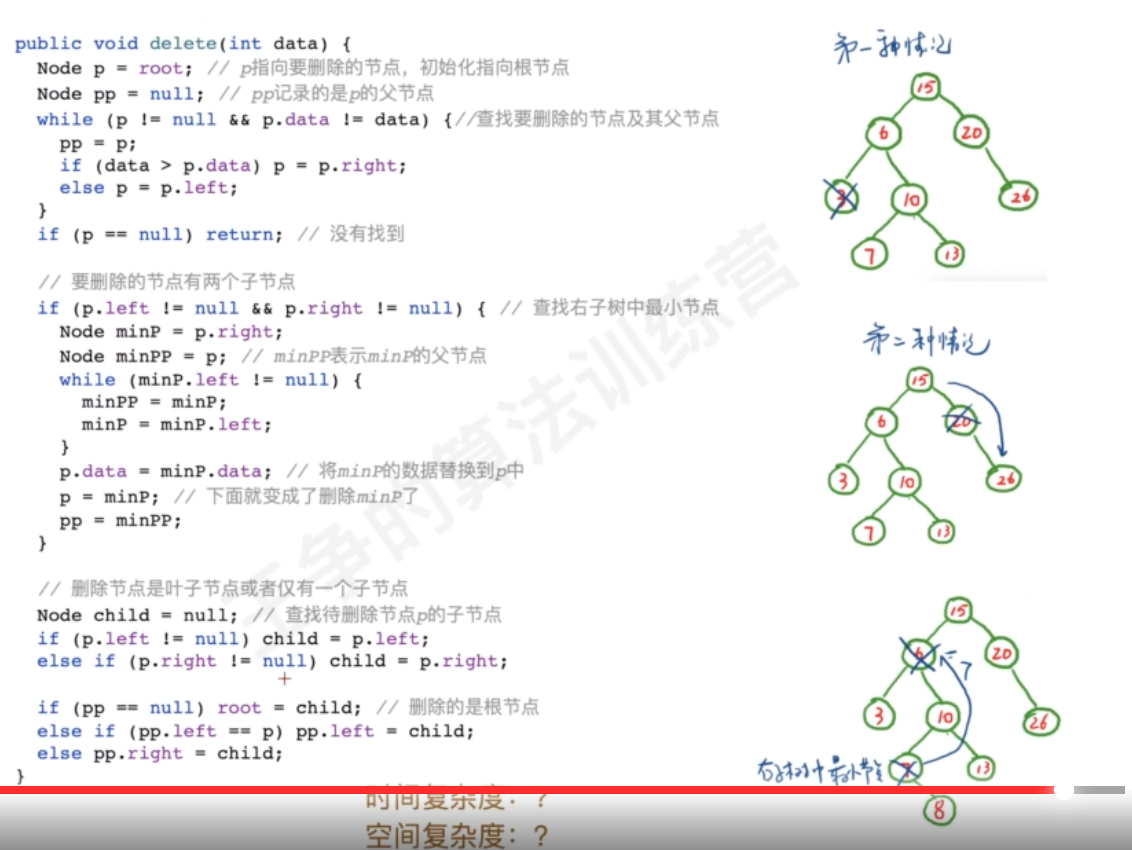 public void delete(int data) {
Node p = root; // p指向要删除的节点，初始化指向根节点
Node pp = null; // pp记录的是p的父节点
while (p != null && p.data != data) {//查找要删除的节点及其父节点
pp = p;
if (data > p.data) p = p.right;
else p = p.left;
}
if (p == null) return; // 没有找到
// 要删除的节点有两个子节点
if (p.left != null && p.right != null) { // 查找右子树中最小节点
Node minP = p.right;
Node minPP = p; // minPP表示minP的父节点
while (minP.left != null) {
minPP = minP;
minP = minP.left;
}
p.data = minP.data; // 将minP的数据替换到p中
p = minP; // 下面就变成了删除minP了
pp = minPP;
}
// 删除节点是叶子节点或者仅有一个子节点
Node child = null; // 查找待删除节点p的子节点
if (p.left != null) child = p.left;
else if (p.right != null) child = p.right;
if (pp == null) root = child; // 删除的是根节点
else if (pp.left == p) pp.left = child;
else pp.right = child;
}
时间复杂度：？
空间复杂度：？
王争的算法训练营
第一种情况
15
6 20
3 10 26
7 13
第二种情况
15
6 20
3 10 26
7 13
15
6 7 20
3 10 26
右子树中最小节点 7 13
8